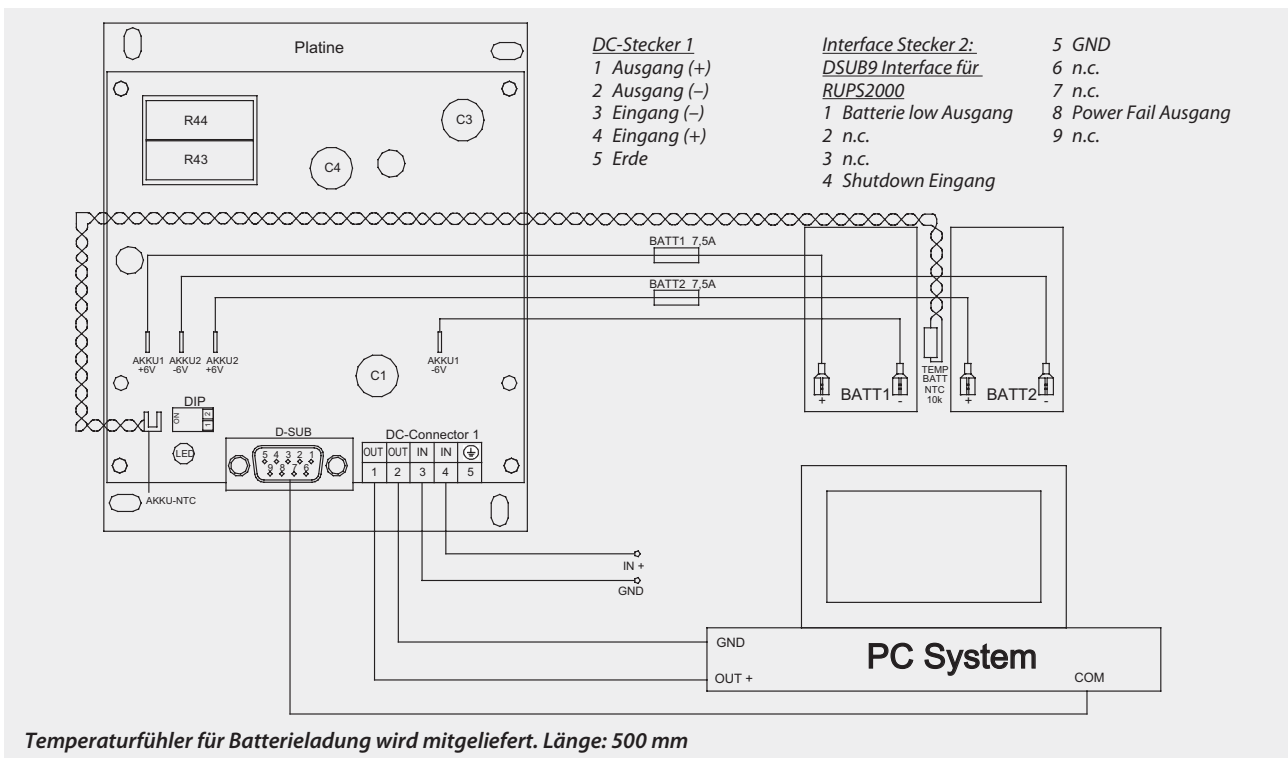 Platine
R44
R43
C4
C3
DC-Stecker 1
1 Ausgang (+)
2 Ausgang (–)
3 Eingang (–)
4 Eingang (+)
5 Erde
Interface Stecker 2:
DSUB9 Interface für
RUPS2000
1 Batterie low Ausgang
2 n.c.
3 n.c.
4 Shutdown Eingang
5 GND
6 n.c.
7 n.c.
8 Power Fail Ausgang
9 n.c.
BATT1 7,5A
BATT2 7,5A
AKKU1
+6V
AKKU2
-6V
AKKU2
+6V
AKKU1
-6V
C1
TEMP
BATT
NTC
10k
BATT1
+
-
BATT2
+
-
DIP
ON
1 2
LED
AKKU-NTC
D-SUB
5 4 3 2 1
9 8 7 6
DC-Connector 1
OUT OUT IN IN
1 2 3 4 5
IN +
GND
GND
OUT +
PC System
COM
Temperaturfühler für Batterieladung wird mitgeliefert. Länge: 500 mm